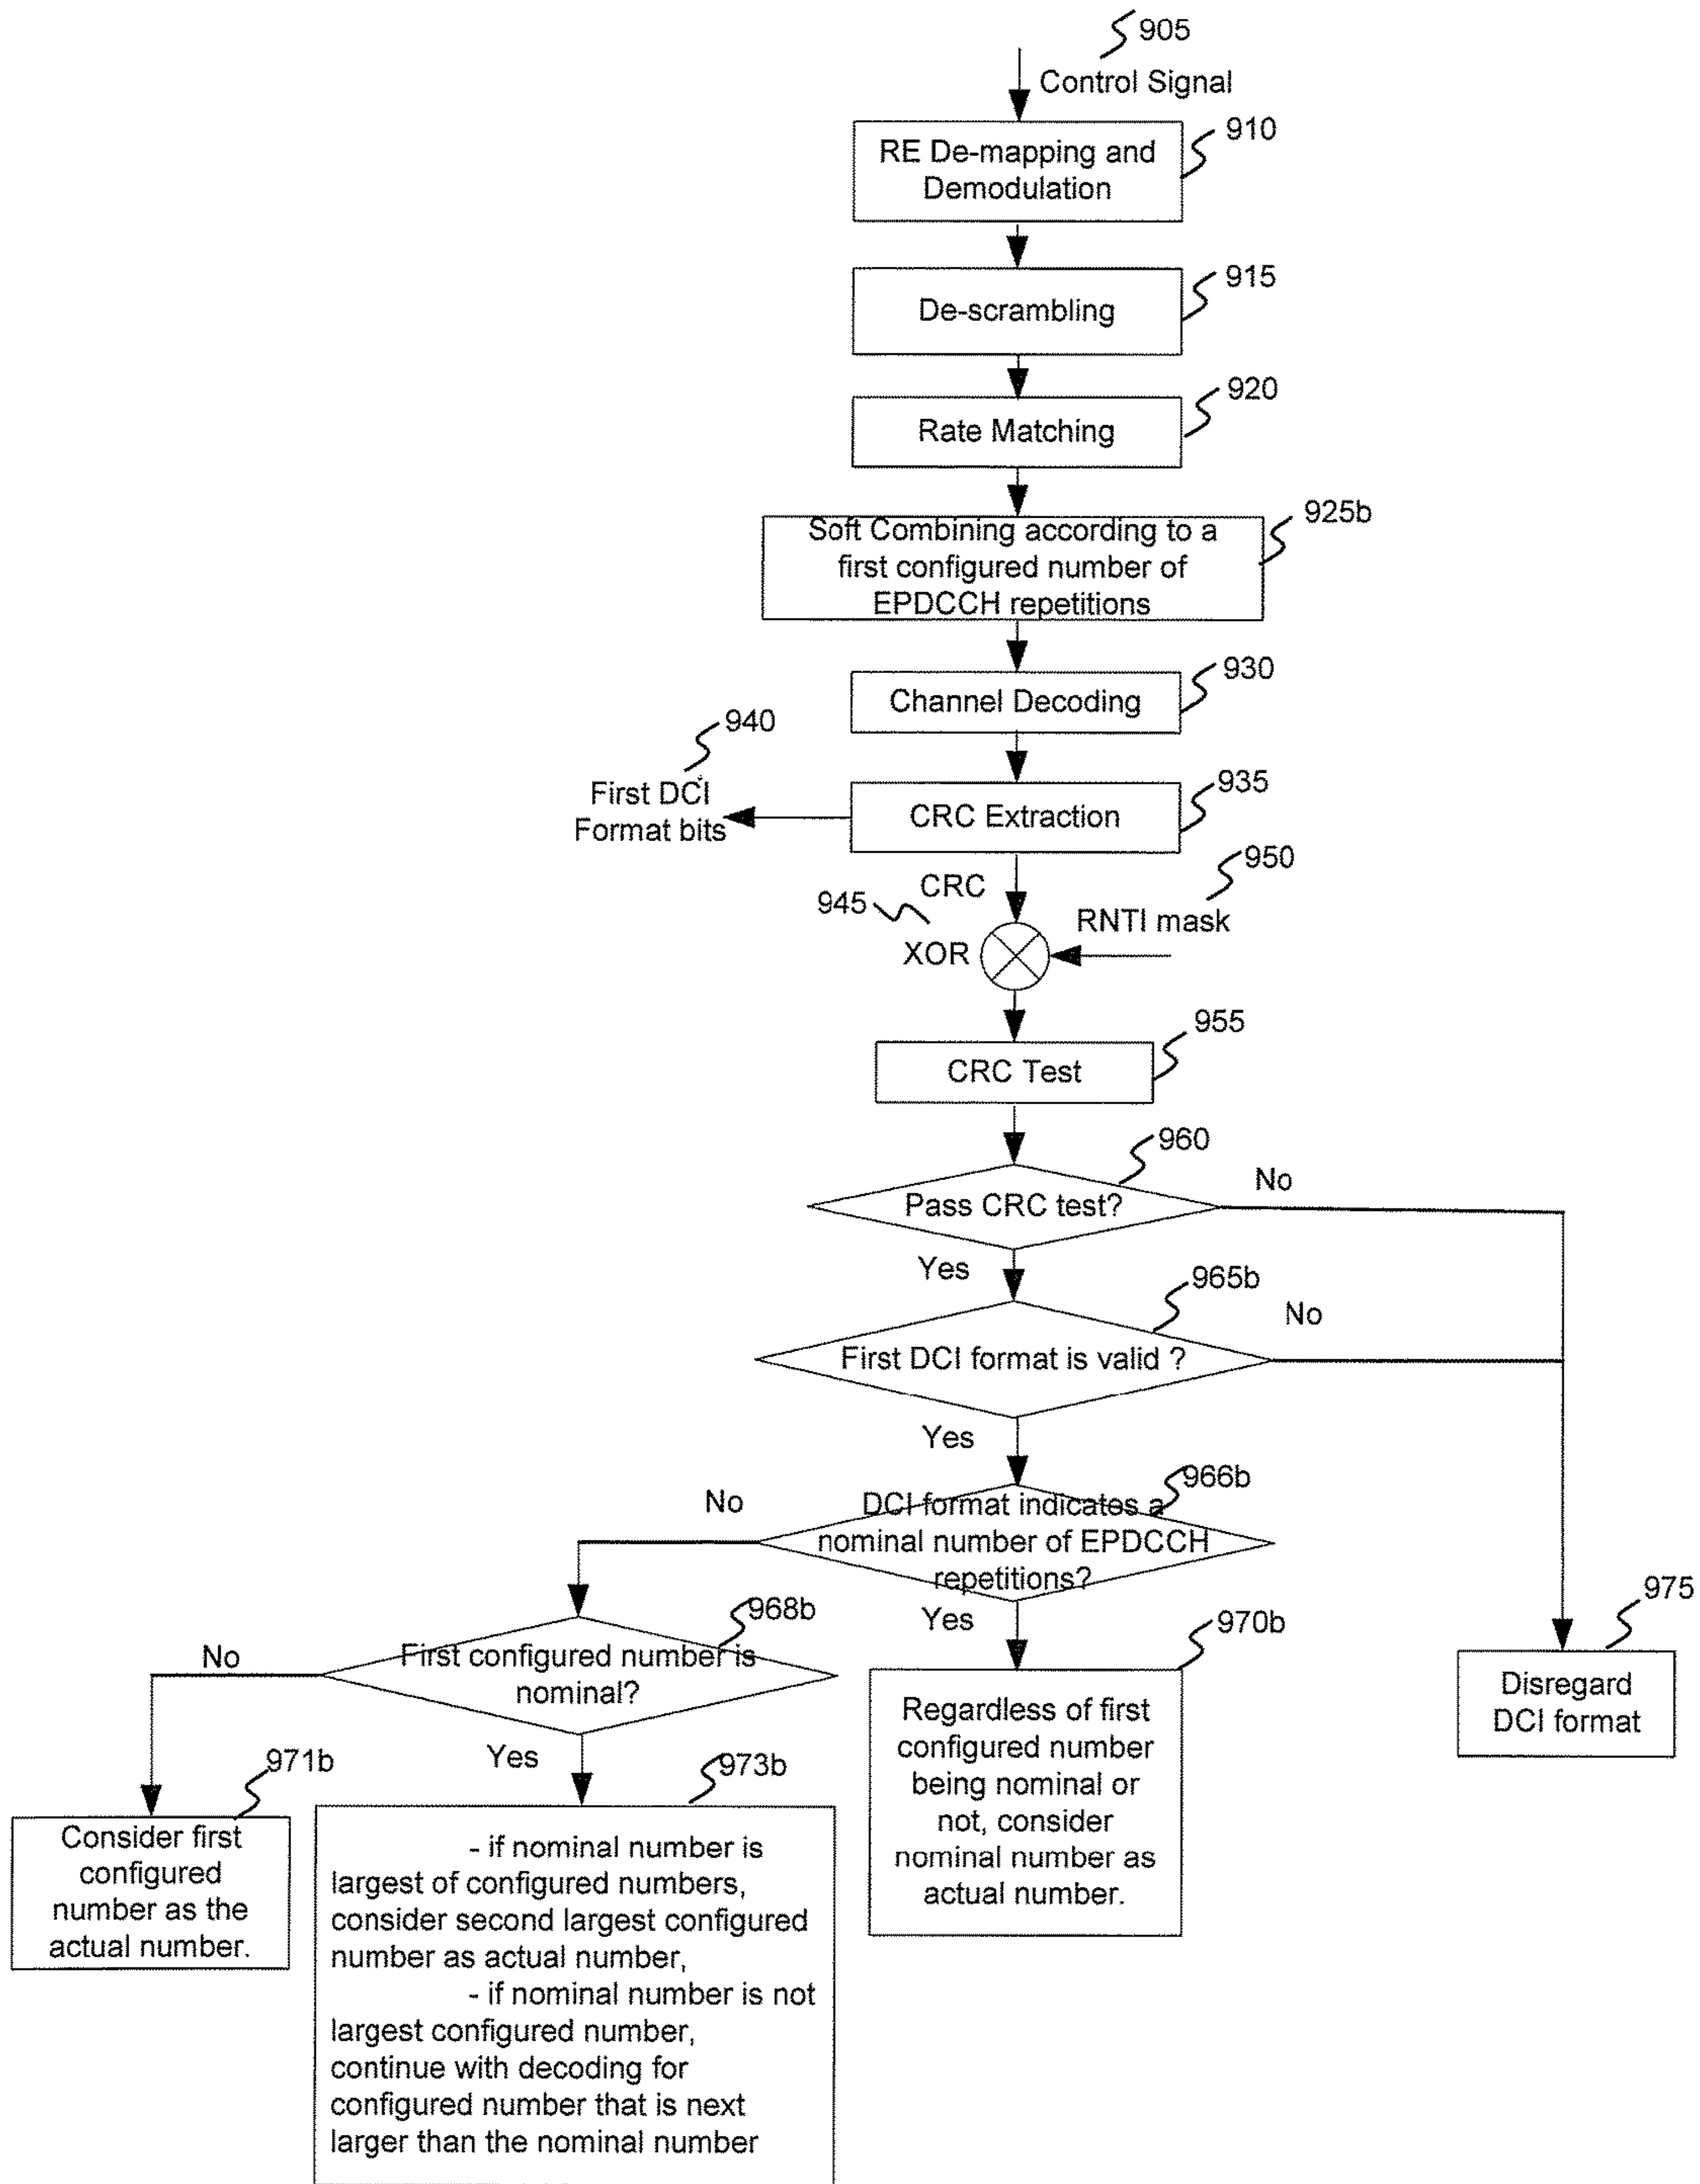 905
Control Signal
910
RE De-mapping and
Demodulation
915
De-scrambling
920
Rate Matching
925b
Soft Combining according to a
first configured number of
EPDCCH repetitions
930
Channel Decoding
940
First DCI
Format bits
935
CRC Extraction
950
CRC
945
RNTI mask
XOR
955
CRC Test
960
No
Pass CRC test?
Yes
965b
No
First DCI format is valid ?
Yes
966b
No
DCI format indicates a
nominal number of EPDCCH
repetitions?
Yes
968b
970b
975
No
First configured number is
nominal?
Regardless of first
configured number
being nominal or
not, consider
nominal number as
actual number.
Disregard
DCI format
Yes
971b
973b
Consider first
configured
number as the
actual number.
- if nominal number is
largest of configured numbers,
consider second largest configured
number as actual number,
- if nominal number is not
largest configured number,
continue with decoding for
configured number that is next
larger than the nominal number